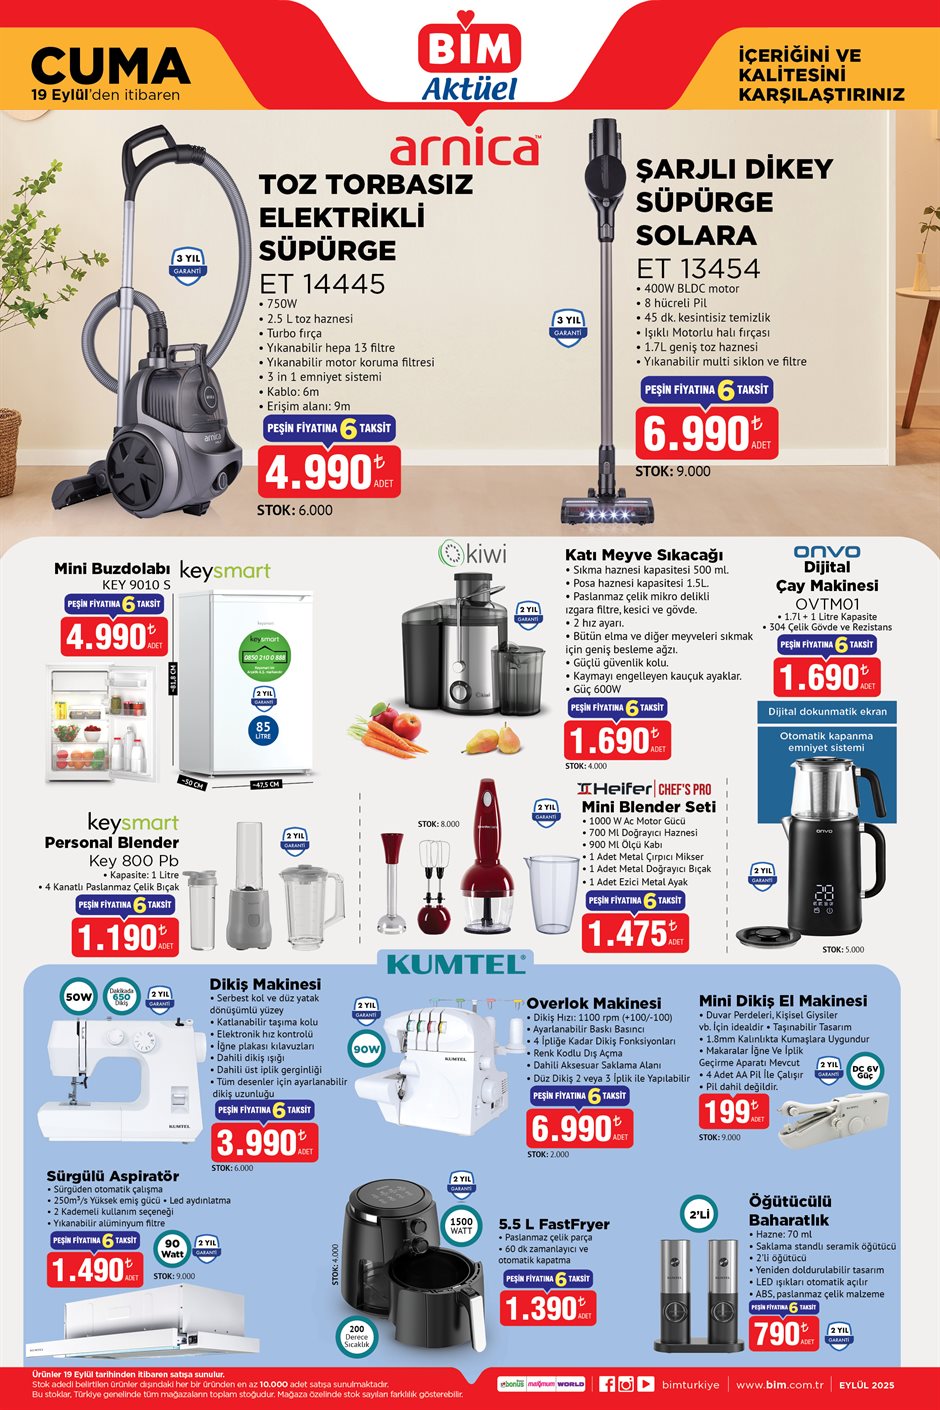 CUMA
19 Eylül'den itibaren
BİM
Aktüel
İÇERİĞİNİ VE
KALİTESİNİ
KARŞILAŞTIRINIZ
arnica™
TOZ TORBASIZ
ELEKTRİKLİ
SÜPÜRGE
ET 14445
• 750W
• 2.5 L toz haznesi
• Turbo fırça
• Yıkanabilir hepa 13 filtre
• Yıkanabilir motor koruma filtresi
• 3 in 1 emniyet sistemi
• Kablo: 6m
• Erişim alanı: 9m
PEŞİN FİYATINA 6 TAKSİT
4.990₺
ADET
STOK: 6.000
3 YIL
GARANTİ
arnica
ŞARJLI DİKEY
SÜPÜRGE
SOLARA
ET 13454
• 400W BLDC motor
• 8 hücreli Pil
• 45 dk. kesintisiz temizlik
• Işıklı Motorlu halı fırçası
• 1.7L geniş toz haznesi
• Yıkanabilir multi siklon ve filtre
3 YIL
GARANTİ
PEŞİN FİYATINA 6 TAKSİT
6.990₺
ADET
STOK: 9.000
Mini Buzdolabı
KEY 9010 S
keysmart
PEŞİN FİYATINA 6 TAKSİT
4.990₺
ADET
keysmart
keysmart
0850 210 0 888
2 YIL
GARANTİ
85
LİTRE
~81,8 CM
~50 CM
~47,5 CM
kiwi
Katı Meyve Sıkacağı
• Sıkma haznesi kapasitesi 500 ml.
• Posa haznesi kapasitesi 1.5L.
• Paslanmaz çelik mikro delikli
ızgara filtre, kesici ve gövde.
• 2 hız ayarı.
• Bütün elma ve diğer meyveleri sıkmak
için geniş besleme ağzı.
• Güçlü güvenlik kolu.
• Kaymayı engelleyen kauçuk ayaklar.
• Güç 600W
2 YIL
GARANTİ
kiwi
PEŞİN FİYATINA 6 TAKSİT
1.690₺
ADET
STOK: 4.000
onvo
Dijital
Çay Makinesi
OVTM01
• 1.7l + 1 Litre Kapasite
• 304 Çelik Gövde ve Rezistans
PEŞİN FİYATINA 6 TAKSİT
1.690₺
ADET
Dijital dokunmatik ekran
Otomatik kapanma
emniyet sistemi
onvo
2 YIL
GARANTİ
STOK: 5.000
keysmart
Personal Blender
Key 800 Pb
• Kapasite: 1 Litre
• 4 Kanatlı Paslanmaz Çelik Bıçak
PEŞİN FİYATINA 6 TAKSİT
1.190₺
ADET
2 YIL
GARANTİ
STOK: 8.000
2 YIL
GARANTİ
Heifer | CHEF'S PRO
Mini Blender Seti
• 1000 W Ac Motor Gücü
• 700 Ml Doğrayıcı Haznesi
• 900 Ml Ölçü Kabı
• 1 Adet Metal Çırpıcı Mikser
• 1 Adet Metal Doğrayıcı Bıçak
• 1 Adet Ezici Metal Ayak
PEŞİN FİYATINA 6 TAKSİT
1.475₺
ADET
KUMTEL®
50W
Dakikada
650
Dikiş
2 YIL
GARANTİ
KUMTEL
Dikiş Makinesi
• Serbest kol ve düz yatak
dönüşümlü yüzey
• Katlanabilir taşıma kolu
• Elektronik hız kontrolü
• İğne plakası kılavuzları
• Dahili dikiş ışığı
• Dahili üst iplik gerginliği
• Tüm desenler için ayarlanabilir
dikiş uzunluğu
PEŞİN FİYATINA 6 TAKSİT
3.990₺
ADET
STOK: 6.000
2 YIL
GARANTİ
90W
KUMTEL
Overlok Makinesi
• Dikiş Hızı: 1100 rpm (+100/-100)
• Ayarlanabilir Baskı Basıncı
• 4 İpliğe Kadar Dikiş Fonksiyonları
• Renk Kodlu Dış Açma
• Dahili Aksesuar Saklama Alanı
• Düz Dikiş 2 veya 3 İplik ile Yapılabilir
PEŞİN FİYATINA 6 TAKSİT
6.990₺
ADET
STOK: 2.000
Mini Dikiş El Makinesi
• Duvar Perdeleri, Kişisel Giysiler
vb. İçin idealdir • Taşınabilir Tasarım
• 1.8mm Kalınlıkta Kumaşlara Uygundur
• Makaralar İğne Ve İplik
Geçirme Aparatı Mevcut
• 4 Adet AA Pil İle Çalışır
• Pil dahil değildir.
2 YIL
GARANTİ
DC 6V
Güç
199₺
ADET
STOK: 9.000
Sürgülü Aspiratör
• Sürgüden otomatik çalışma
• 250m³/s Yüksek emiş gücü • Led aydınlatma
• 2 Kademeli kullanım seçeneği
• Yıkanabilir alüminyum filtre
PEŞİN FİYATINA 6 TAKSİT
1.490₺
ADET
90
Watt
2 YIL
GARANTİ
STOK: 9.000
KUMTEL
STOK: 4.000
2 YIL
GARANTİ
1500
WATT
200
Derece
Sıcaklık
5.5 L FastFryer
• Paslanmaz çelik parça
• 60 dk zamanlayıcı ve
otomatik kapatma
PEŞİN FİYATINA 6 TAKSİT
1.390₺
ADET
2'Lİ
KUMTEL
KUMTEL
Öğütücülü
Baharatlık
• Hazne: 70 ml
• Saklama standlı seramik öğütücü
• 2'li öğütücü
• Yeniden doldurulabilir tasarım
• LED ışıkları otomatik açılır
• ABS, paslanmaz çelik malzeme
PEŞİN FİYATINA 6 TAKSİT
790₺
ADET
2 YIL
GARANTİ
Ürünler 19 Eylül tarihinden itibaren satışa sunulur.
Stok adedi belirtilen ürünler dışındaki her bir üründen en az 10.000 adet satışa sunulmaktadır.
Bu stoklar, Türkiye genelinde tüm mağazaların toplam stoğudur. Mağaza özelinde stok sayıları farklılık gösterebilir.
bonus maximum WORLD
bimturkiye
www.bim.com.tr
EYLÜL 2025